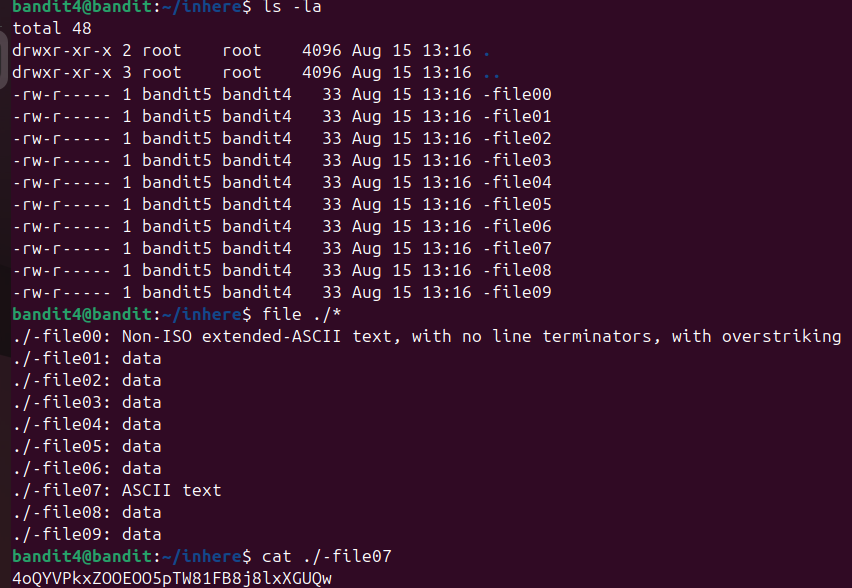 bandit4@bandit:~/inhere$ ls -la
total 48
drwxr-xr-x 2 root    root    4096 Aug 15 13:16 .
drwxr-xr-x 3 root    root    4096 Aug 15 13:16 ..
-rw-r----- 1 bandit5 bandit4   33 Aug 15 13:16 -file00
-rw-r----- 1 bandit5 bandit4   33 Aug 15 13:16 -file01
-rw-r----- 1 bandit5 bandit4   33 Aug 15 13:16 -file02
-rw-r----- 1 bandit5 bandit4   33 Aug 15 13:16 -file03
-rw-r----- 1 bandit5 bandit4   33 Aug 15 13:16 -file04
-rw-r----- 1 bandit5 bandit4   33 Aug 15 13:16 -file05
-rw-r----- 1 bandit5 bandit4   33 Aug 15 13:16 -file06
-rw-r----- 1 bandit5 bandit4   33 Aug 15 13:16 -file07
-rw-r----- 1 bandit5 bandit4   33 Aug 15 13:16 -file08
-rw-r----- 1 bandit5 bandit4   33 Aug 15 13:16 -file09
bandit4@bandit:~/inhere$ file ./*
./-file00: Non-ISO extended-ASCII text, with no line terminators, with overstriking
./-file01: data
./-file02: data
./-file03: data
./-file04: data
./-file05: data
./-file06: data
./-file07: ASCII text
./-file08: data
./-file09: data
bandit4@bandit:~/inhere$ cat ./-file07
4oQYVPkxZOOEOO5pTW81FB8j8lxXGUQw